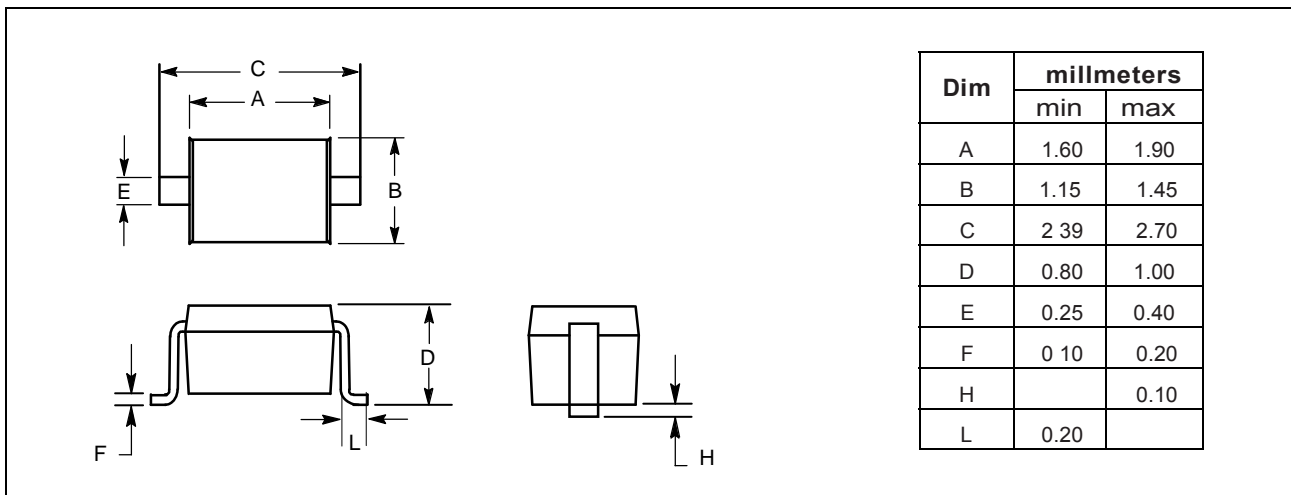 C
A
E
B
D
F
L
H
Dim millmeters
min max
A 1.60 1.90
B 1.15 1.45
C 2 39 2.70
D 0.80 1.00
E 0.25 0.40
F 0 10 0.20
H 0.10
L 0.20